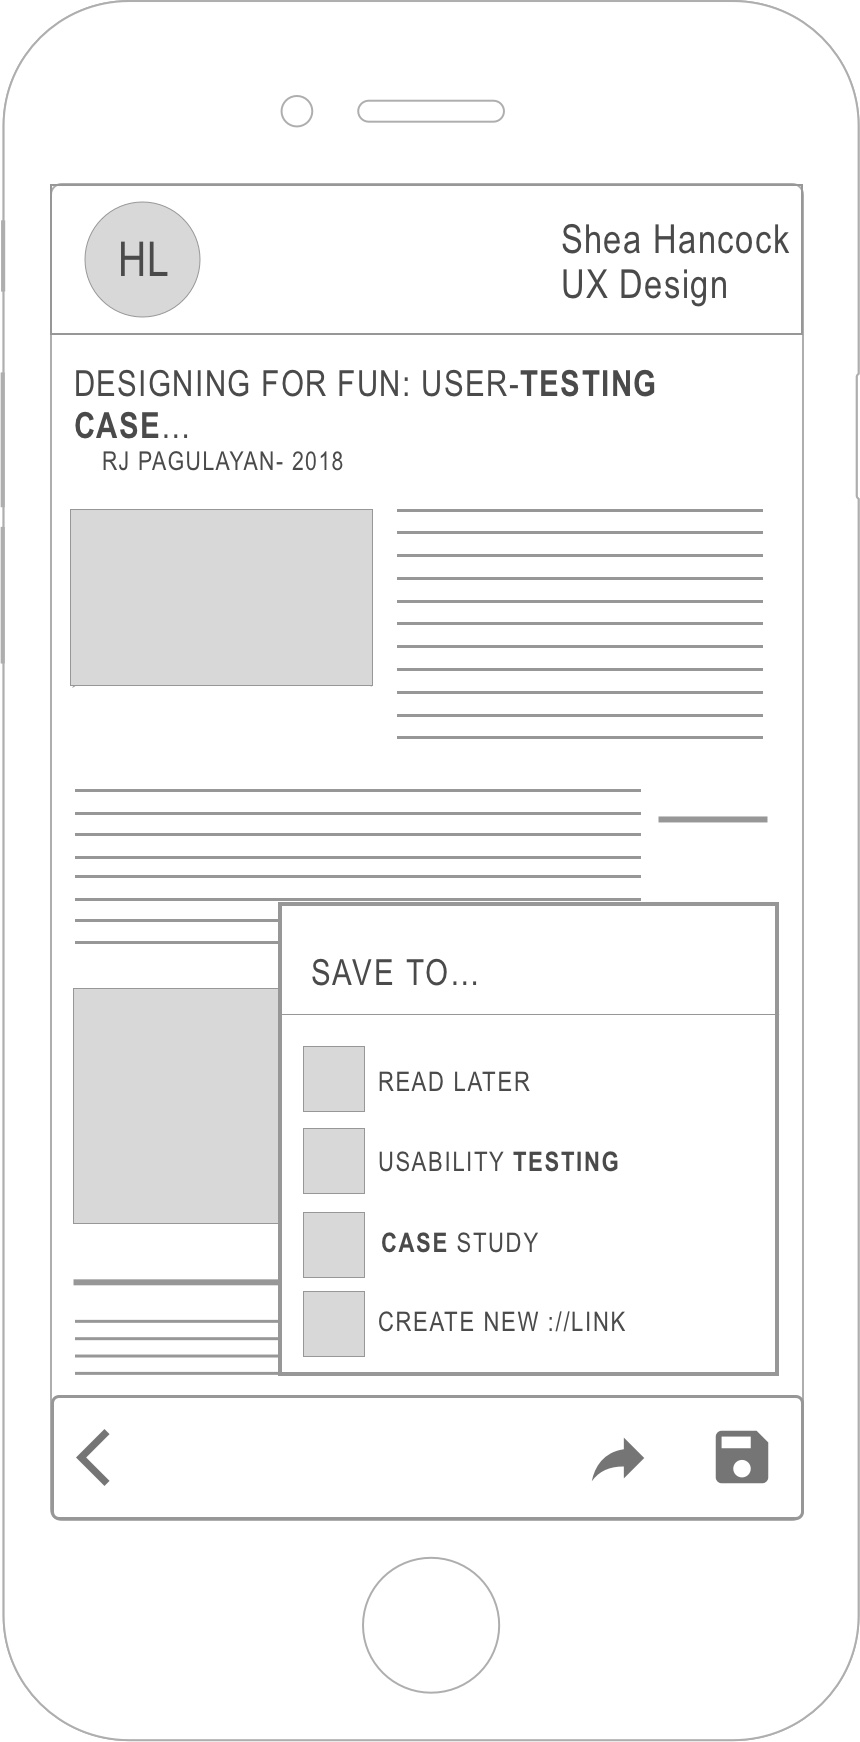 HL
Shea Hancock
UX Design
DESIGNING FOR FUN: USER-TESTING
CASE...
RJ PAGULAYAN- 2018
SAVE TO...
READ LATER
USABILITY TESTING
CASE STUDY
CREATE NEW ://LINK